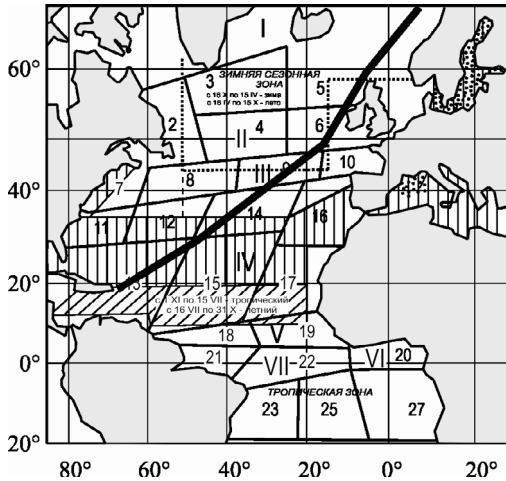 I
60°
3
ЗИМНЯЯ СЕЗОННАЯ
ЗОНА
с 16 X по 15 IV - зима
с 16 IV по 15 X - лето
5
2
4
6
II
10
III
9
8
7
40°
11
12
14
16
IV
20°
13
15
17
с 1 XI по 15 VII - тропический
с 16 VII по 31 X - летний
18
V
19
0°
21
VII
22
VI
20
ТРОПИЧЕСКАЯ ЗОНА
23
25
27
20°
80° 60° 40° 20° 0° 20°